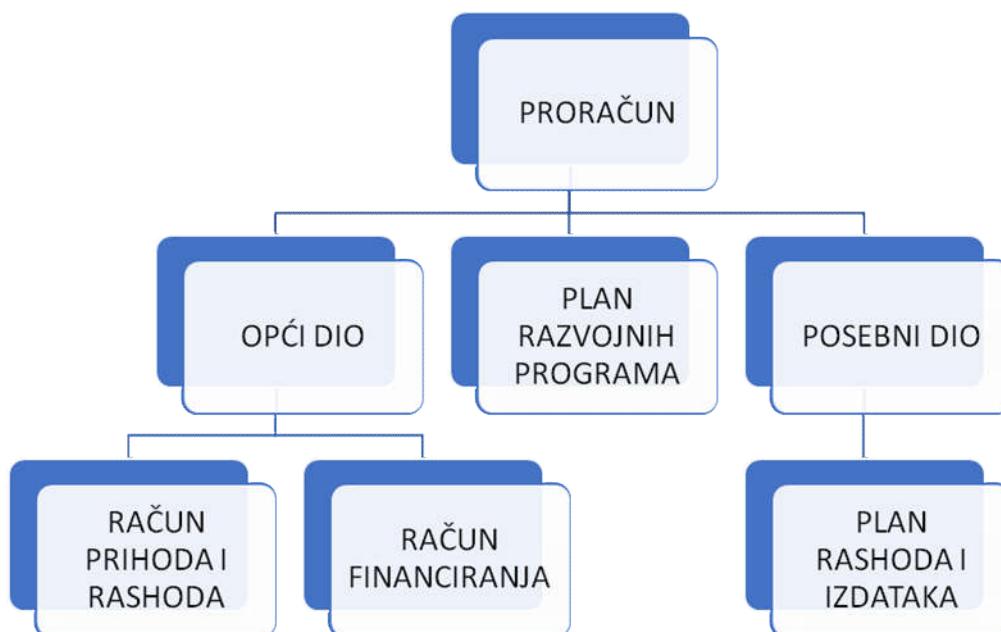 PRORAČUN
OPĆI DIO
PLAN
RAZVOJNIH
PROGRAMA
POSEBNI DIO
RAČUN
PRIHODA I
RASHODA
RAČUN
FINANCIRANJA
PLAN
RASHODA I
IZDATAKA